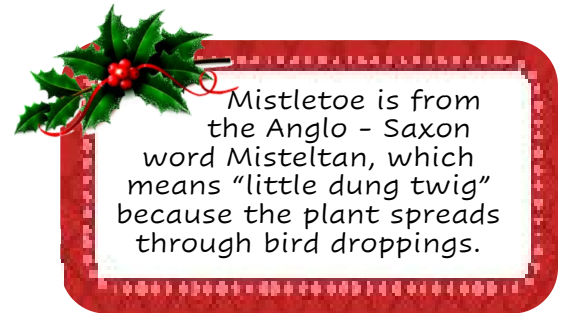 Mistletoe is from
the Anglo - Saxon
word Misteltan, which
means “little dung twig”
because the plant spreads
through bird droppings.